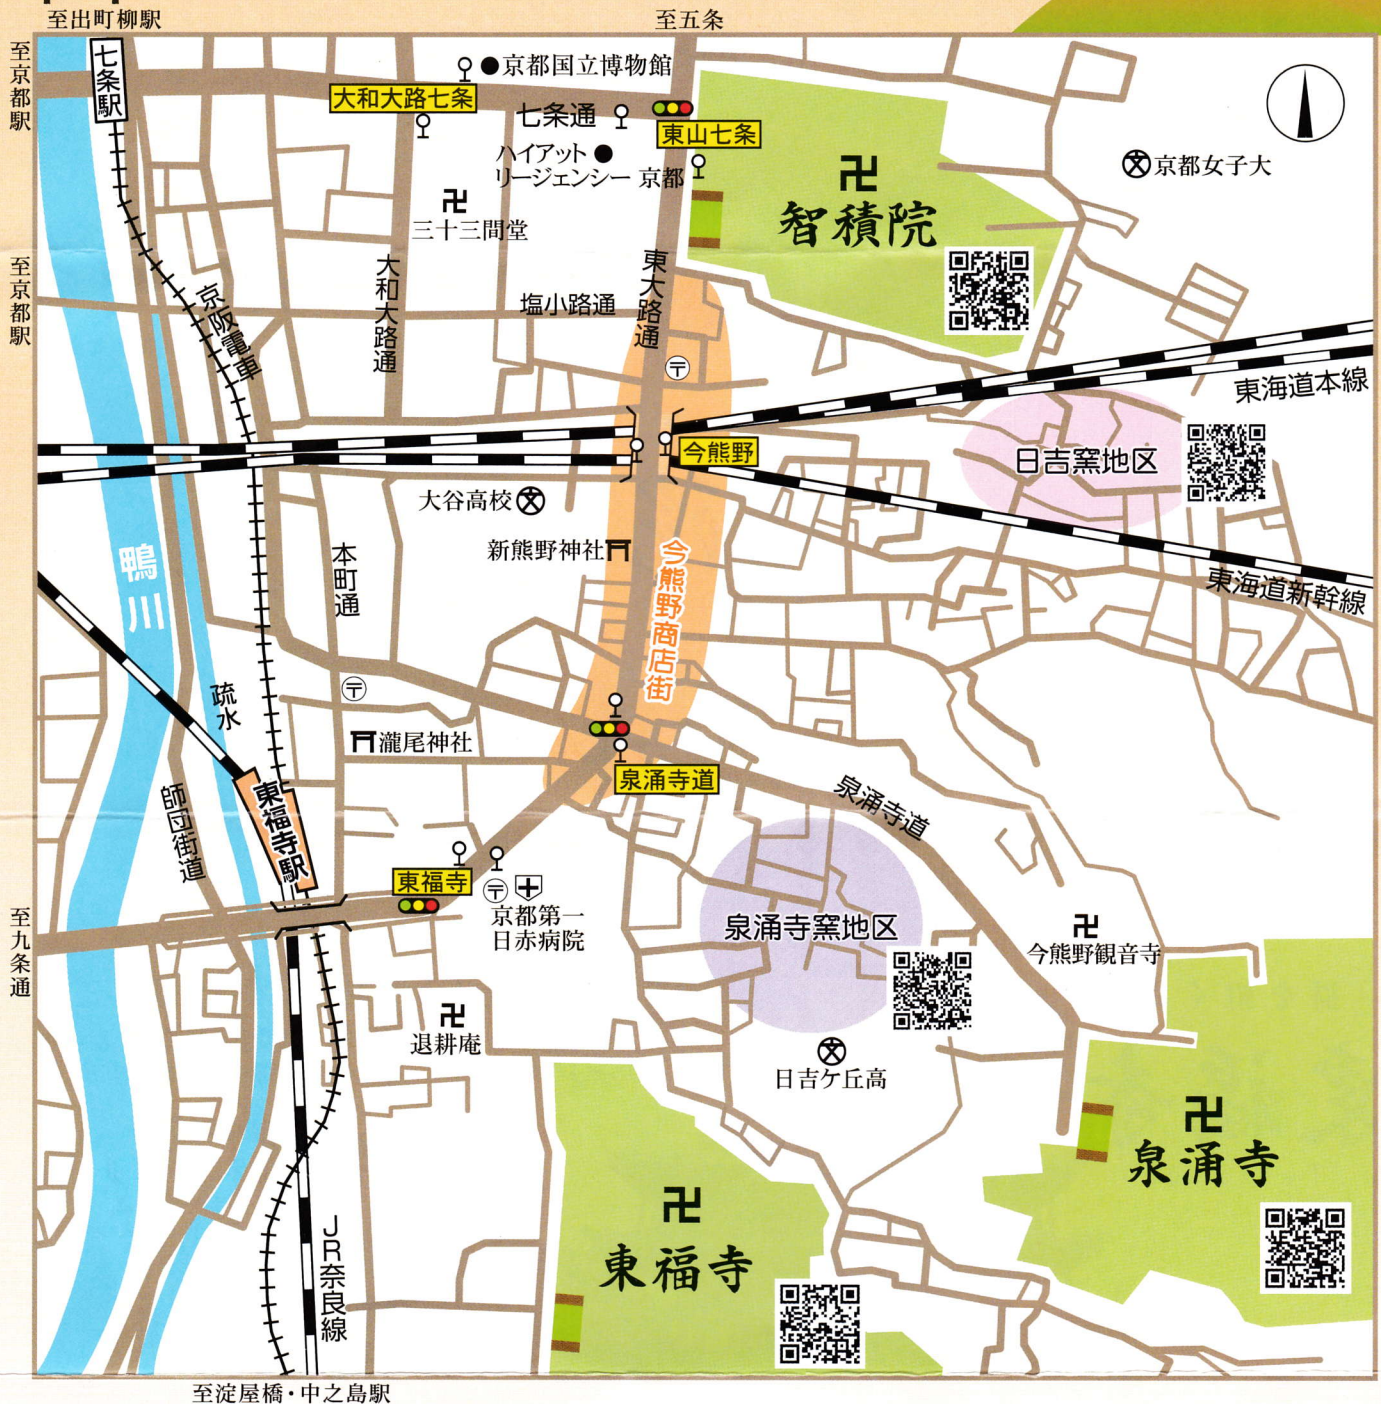 至出町柳駅
至五条
至京都駅
七条駅
●京都国立博物館
大和大路七条
七条通
東山七条
ハイアット●
リージェンシー 京都
卍
智積院
文
京都女子大
卍
三十三間堂
至京都駅
京阪電車
大和大路通
塩小路通
東大路通
〒
東海道本線
今熊野
日吉窯地区
大谷高校
文
新熊野神社
今熊野商店街
東海道新幹線
鴨川
本町通
疏水
〒
瀧尾神社
泉涌寺道
泉涌寺道
師団街道
東福寺駅
東福寺
〒
京都第一
日赤病院
泉涌寺窯地区
卍
今熊野観音寺
至九条通
卍
退耕庵
文
日吉ケ丘高
卍
泉涌寺
卍
東福寺
JR奈良線
至淀屋橋・中之島駅